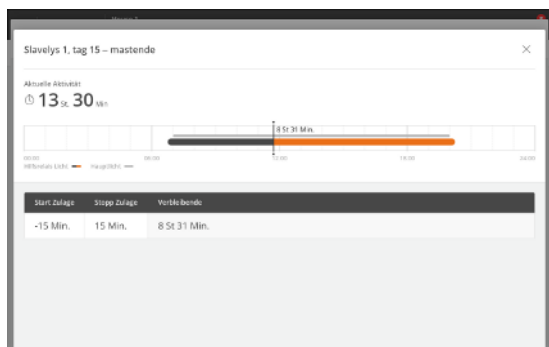 Slavelys 1, tag 15 – mastende
Aktuelle Aktivität
13 St. 30 Min
8 St 31 Min.
00:00 06:00 12:00 18:00 24:00
Licht Hauptlicht
Start Zulage Stopp Zulage Verbleibende
-15 Min. 15 Min. 8 St 31 Min.